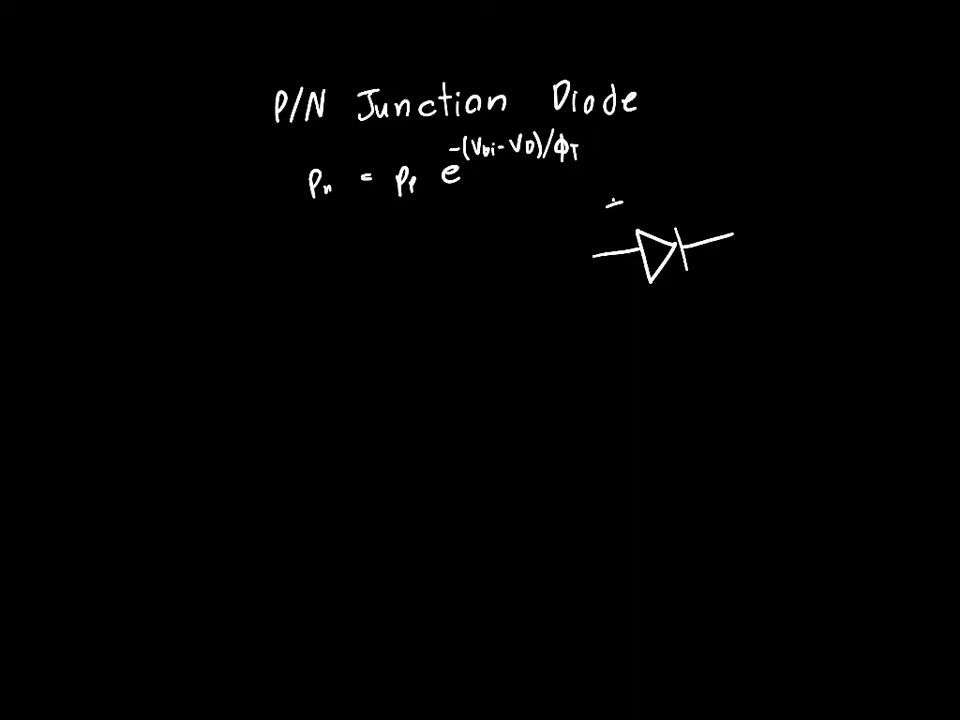 P/N Junction Diode
pₙ = pₚ e^-(Vbi - VD)/ΦT